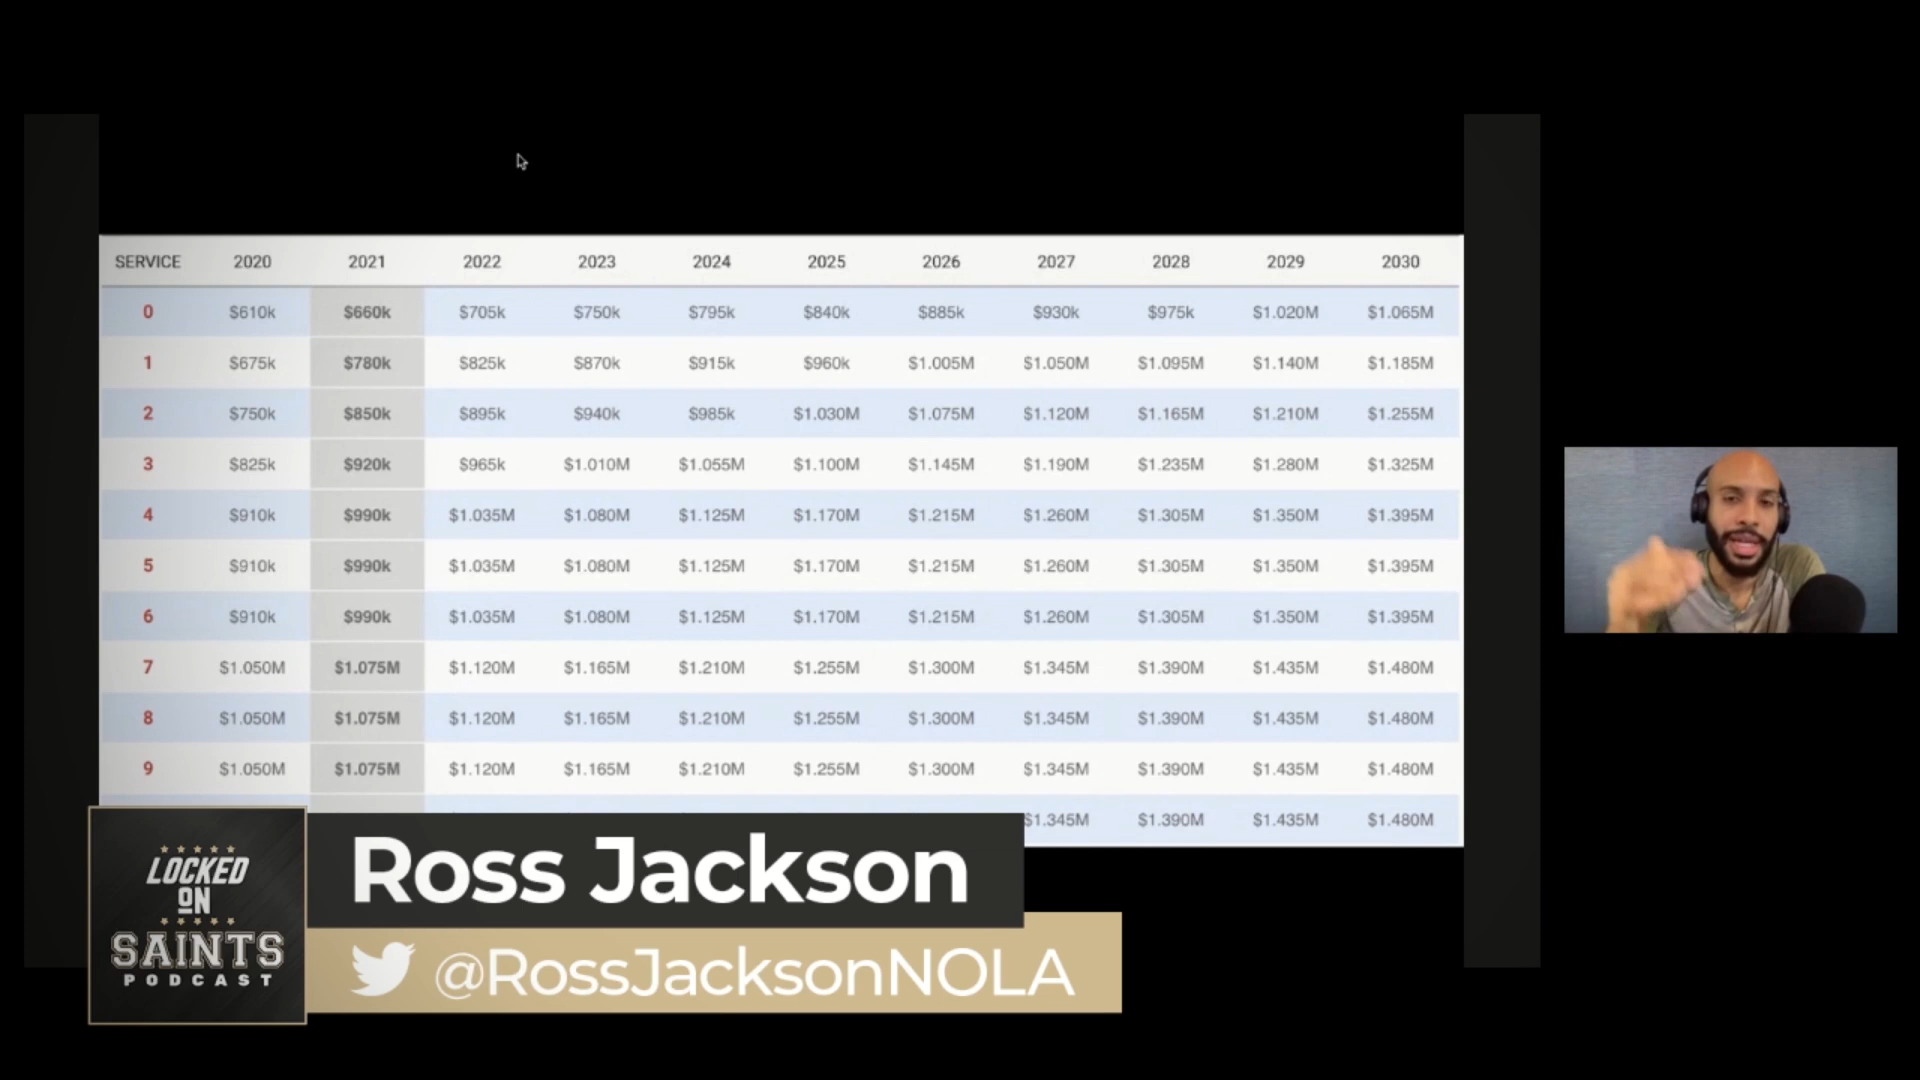 SERVICE 2020 2021 2022 2023 2024 2025 2026 2027 2028 2029 2030
0 $610k $660k $705k $750k $795k $840k $885k $930k $975k $1.020M $1.065M
1 $675k $780k $825k $870k $915k $960k $1.005M $1.050M $1.095M $1.140M $1.185M
2 $750k $850k $895k $940k $985k $1.030M $1.075M $1.120M $1.165M $1.210M $1.255M
3 $825k $920k $965k $1.010M $1.055M $1.100M $1.145M $1.190M $1.235M $1.280M $1.325M
4 $910k $990k $1.035M $1.080M $1.125M $1.170M $1.215M $1.260M $1.305M $1.350M $1.395M
5 $910k $990k $1.035M $1.080M $1.125M $1.170M $1.215M $1.260M $1.305M $1.350M $1.395M
6 $910k $990k $1.035M $1.080M $1.125M $1.170M $1.215M $1.260M $1.305M $1.350M $1.395M
7 $1.050M $1.075M $1.120M $1.165M $1.210M $1.255M $1.300M $1.345M $1.390M $1.435M $1.480M
8 $1.050M $1.075M $1.120M $1.165M $1.210M $1.255M $1.300M $1.345M $1.390M $1.435M $1.480M
9 $1.050M $1.075M $1.120M $1.165M $1.210M $1.255M $1.300M $1.345M $1.390M $1.435M $1.480M
$1.345M $1.390M $1.435M $1.480M
LOCKED
ON
SAINTS
PODCAST
Ross Jackson
@RossJacksonNOLA